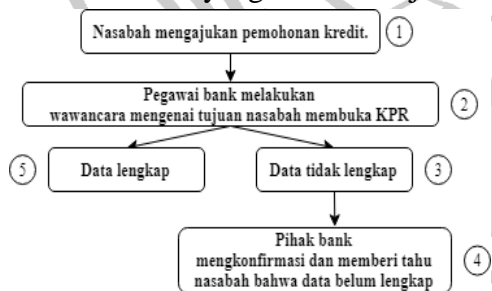 Nasabah mengajukan pemohonan kredit.
1
Pegawai bank melakukan
wawancara mengenai tujuan nasabah membuka KPR
2
5
Data lengkap
Data tidak lengkap
3
Pihak bank
mengkonfirmasi dan memberi tahu
nasabah bahwa data belum lengkap
4